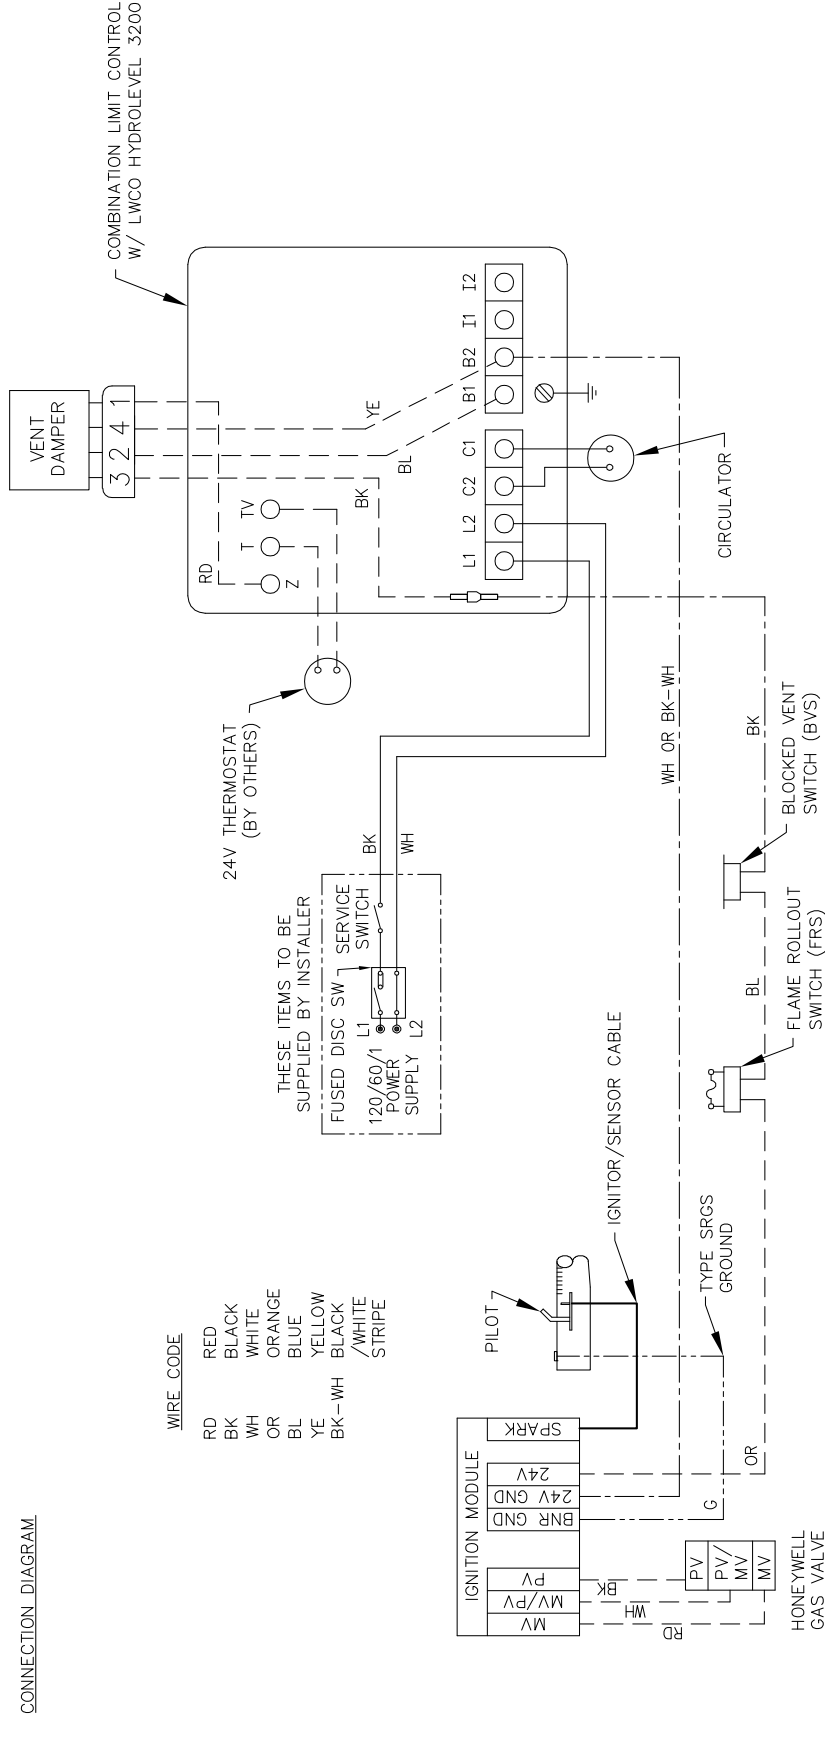 CONNECTION DIAGRAM
WIRE CODE
RD RED
BK BLACK
WH WHITE
OR ORANGE
BL BLUE
YE YELLOW
BK-WH BLACK
/WHITE
STRIPE
VENT
DAMPER
3 2 4 1
COMBINATION LIMIT CONTROL
W/ LWCO HYDROLEVEL 3200
RD
BK
BL
YE
Z
T
TV
24V THERMOSTAT
(BY OTHERS)
L1
L2
C2
C1
B1
B2
I1
I2
CIRCULATOR
THESE ITEMS TO BE
SUPPLIED BY INSTALLER
FUSED DISC SW
SERVICE
SWITCH
L1
120/60/1
POWER
SUPPLY
L2
BK
WH
WH OR BK-WH
BK
BLOCKED VENT
SWITCH (BVS)
BL
FLAME ROLLOUT
SWITCH (FRS)
IGNITOR/SENSOR CABLE
PILOT
TYPE SRGS
GROUND
IGNITION MODULE
MV
MV/PV
PV
BNR GND
24V GND
24V
SPARK
OR
G
BK
WH
RD
PV
PV/
MV
MV
HONEYWELL
GAS VALVE